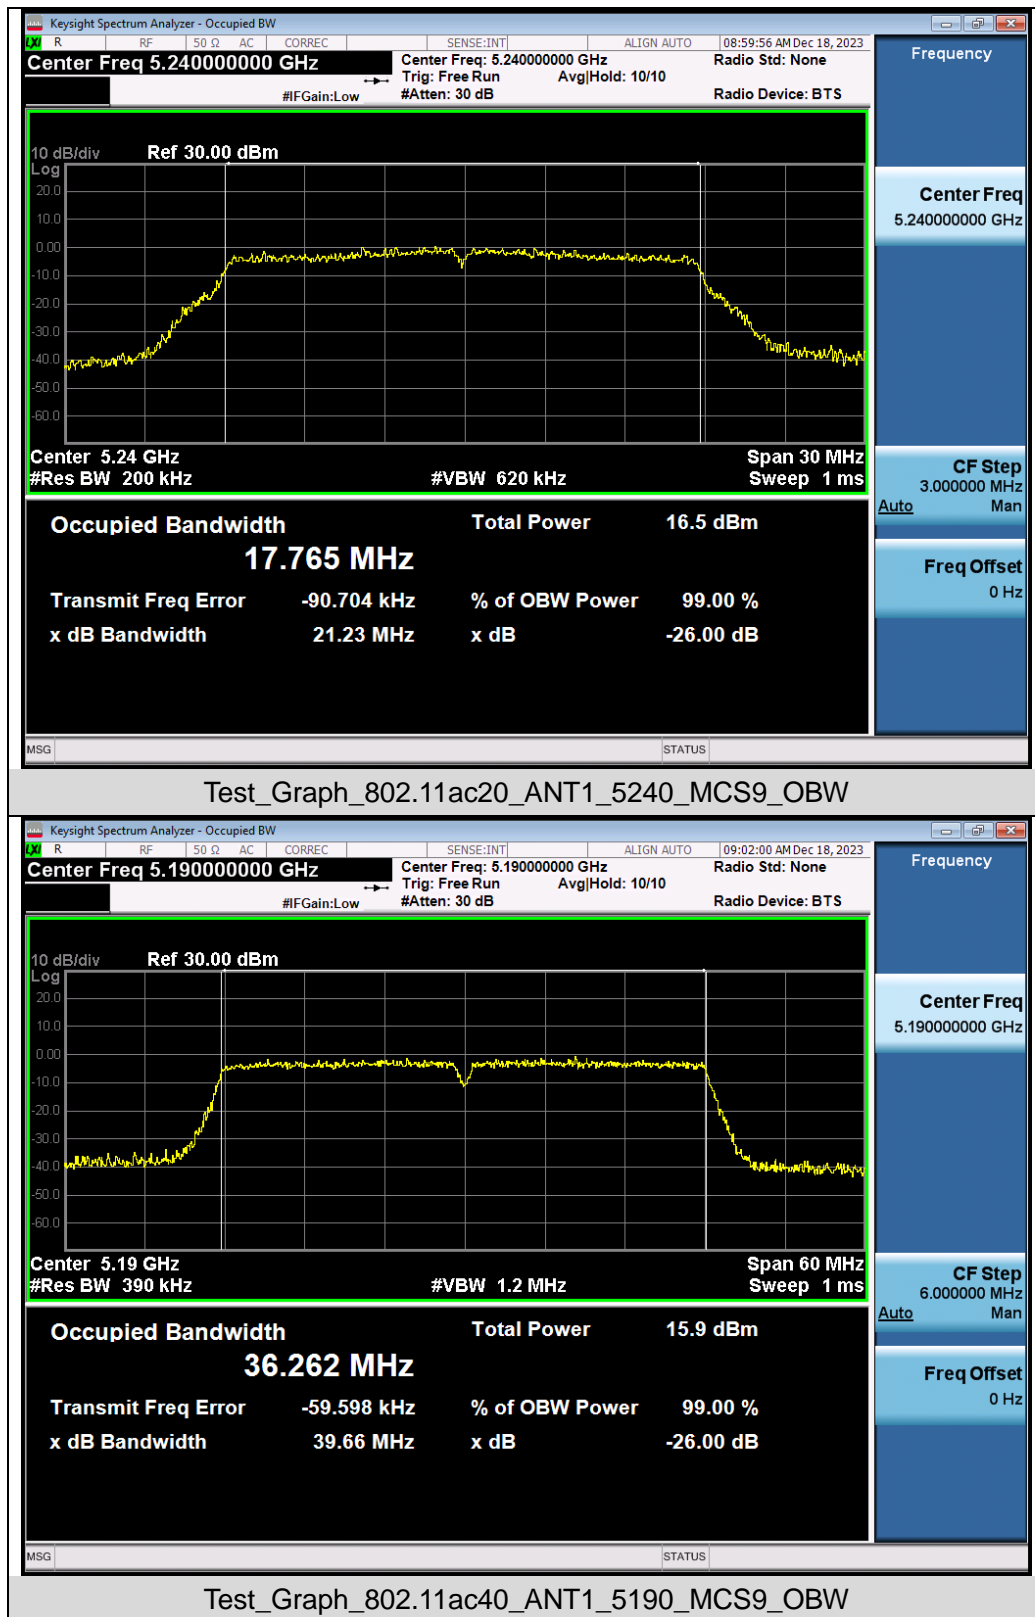 Keysight Spectrum Analyzer - Occupied BW
LXI R RF 50 Ω AC CORREC SENSE:INT ALIGN AUTO 08:59:56 AM Dec 18, 2023
Center Freq 5.240000000 GHz Center Freq: 5.240000000 GHz Radio Std: None Frequency
Trig: Free Run Avg|Hold: 10/10
#IFGain:Low #Atten: 30 dB Radio Device: BTS
10 dB/div Ref 30.00 dBm
Log
20.0
10.0
0.00
-10.0
-20.0
-30.0
-40.0
-50.0
-60.0
Center Freq
5.240000000 GHz
Center 5.24 GHz Span 30 MHz
#Res BW 200 kHz #VBW 620 kHz Sweep 1 ms
CF Step
3.000000 MHz
Auto Man
Occupied Bandwidth Total Power 16.5 dBm
17.765 MHz
Freq Offset
0 Hz
Transmit Freq Error -90.704 kHz % of OBW Power 99.00 %
x dB Bandwidth 21.23 MHz x dB -26.00 dB
MSG STATUS
Test_Graph_802.11ac20_ANT1_5240_MCS9_OBW
Keysight Spectrum Analyzer - Occupied BW
LXI R RF 50 Ω AC CORREC SENSE:INT ALIGN AUTO 09:02:00 AM Dec 18, 2023
Center Freq 5.190000000 GHz Center Freq: 5.190000000 GHz Radio Std: None Frequency
Trig: Free Run Avg|Hold: 10/10
#IFGain:Low #Atten: 30 dB Radio Device: BTS
10 dB/div Ref 30.00 dBm
Log
20.0
10.0
0.00
-10.0
-20.0
-30.0
-40.0
-50.0
-60.0
Center Freq
5.190000000 GHz
Center 5.19 GHz Span 60 MHz
#Res BW 390 kHz #VBW 1.2 MHz Sweep 1 ms
CF Step
6.000000 MHz
Auto Man
Occupied Bandwidth Total Power 15.9 dBm
36.262 MHz
Freq Offset
0 Hz
Transmit Freq Error -59.598 kHz % of OBW Power 99.00 %
x dB Bandwidth 39.66 MHz x dB -26.00 dB
MSG STATUS
Test_Graph_802.11ac40_ANT1_5190_MCS9_OBW